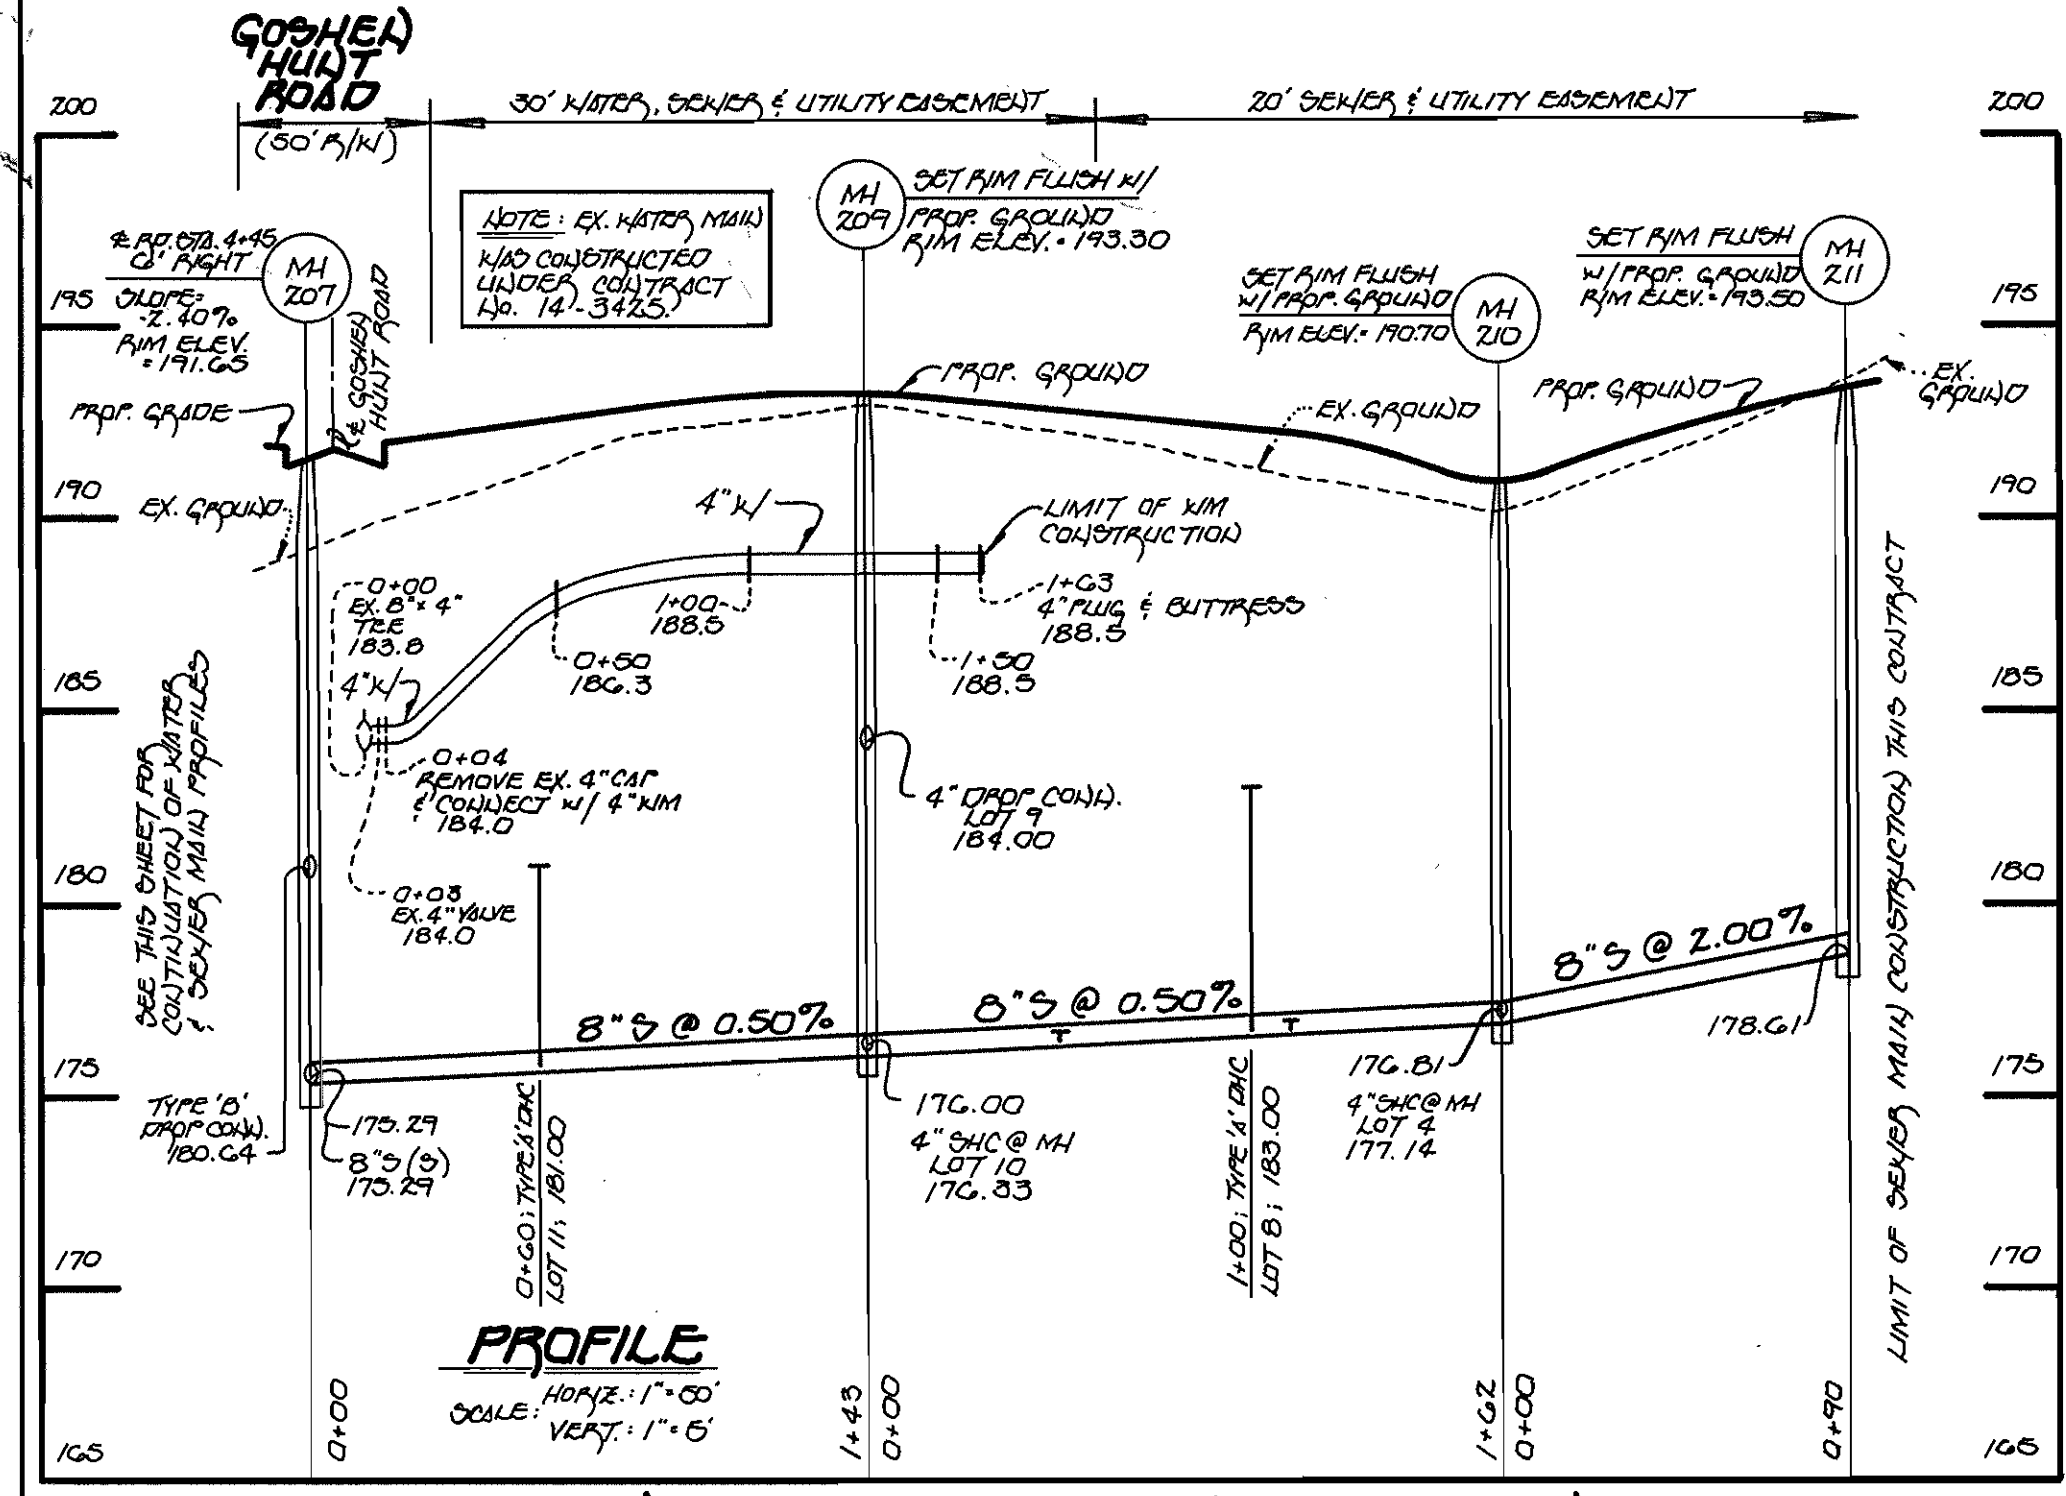 GOSHEN
HUNT
ROAD
(50' R/W)
30' WATER, SEWER & UTILITY EASEMENT
20' SEWER & UTILITY EASEMENT
200
195
190
185
180
175
170
165
200
195
190
185
180
175
170
165
℄ RD. STA. 4+45
6' RIGHT
SLOPE=
-2.40%
RIM ELEV.
= 191.65
MH
207
℄ GOSHEN
HUNT ROAD
NOTE: EX. WATER MAIN
WAS CONSTRUCTED
UNDER CONTRACT
No. 14-3425.
MH
209
SET RIM FLUSH W/
PROP. GROUND
RIM ELEV. = 193.30
SET RIM FLUSH
W/ PROP. GROUND
RIM ELEV. = 190.70
MH
210
SET RIM FLUSH
W/ PROP. GROUND
RIM ELEV. = 193.50
MH
211
PROP. GRADE
PROP. GROUND
EX. GROUND
PROP. GROUND
EX.
GROUND
EX. GROUND
4" W
LIMIT OF WM
CONSTRUCTION
0+00
EX. 8" x 4"
TEE
183.8
4" W
0+50
186.3
1+00
188.5
1+63
4" PLUG & BUTTRESS
188.5
1+50
188.5
0+04
REMOVE EX. 4" CAP
& CONNECT W/ 4" WM
184.0
0+03
EX. 4" VALVE
184.0
4" DROP CONN.
LOT 9
184.00
SEE THIS SHEET FOR
CONTINUATION OF WATER
& SEWER MAIN PROFILES
8"S @ 0.50%
8"S @ 0.50%
8"S @ 2.00%
TYPE 'B'
DROP CONN.
180.64
175.29
8"S (S)
175.29
0+60; TYPE 'A' DHC
LOT 11; 181.00
176.00
4" SHC @ MH
LOT 10
176.33
1+00; TYPE 'A' DHC
LOT 8; 183.00
176.81
4" SHC @ MH
LOT 4
177.14
178.61
LIMIT OF SEWER MAIN CONSTRUCTION THIS CONTRACT
PROFILE
SCALE: HORIZ.: 1" = 50'
VERT.: 1" = 5'
0+00
1+43
0+00
1+62
0+00
0+90